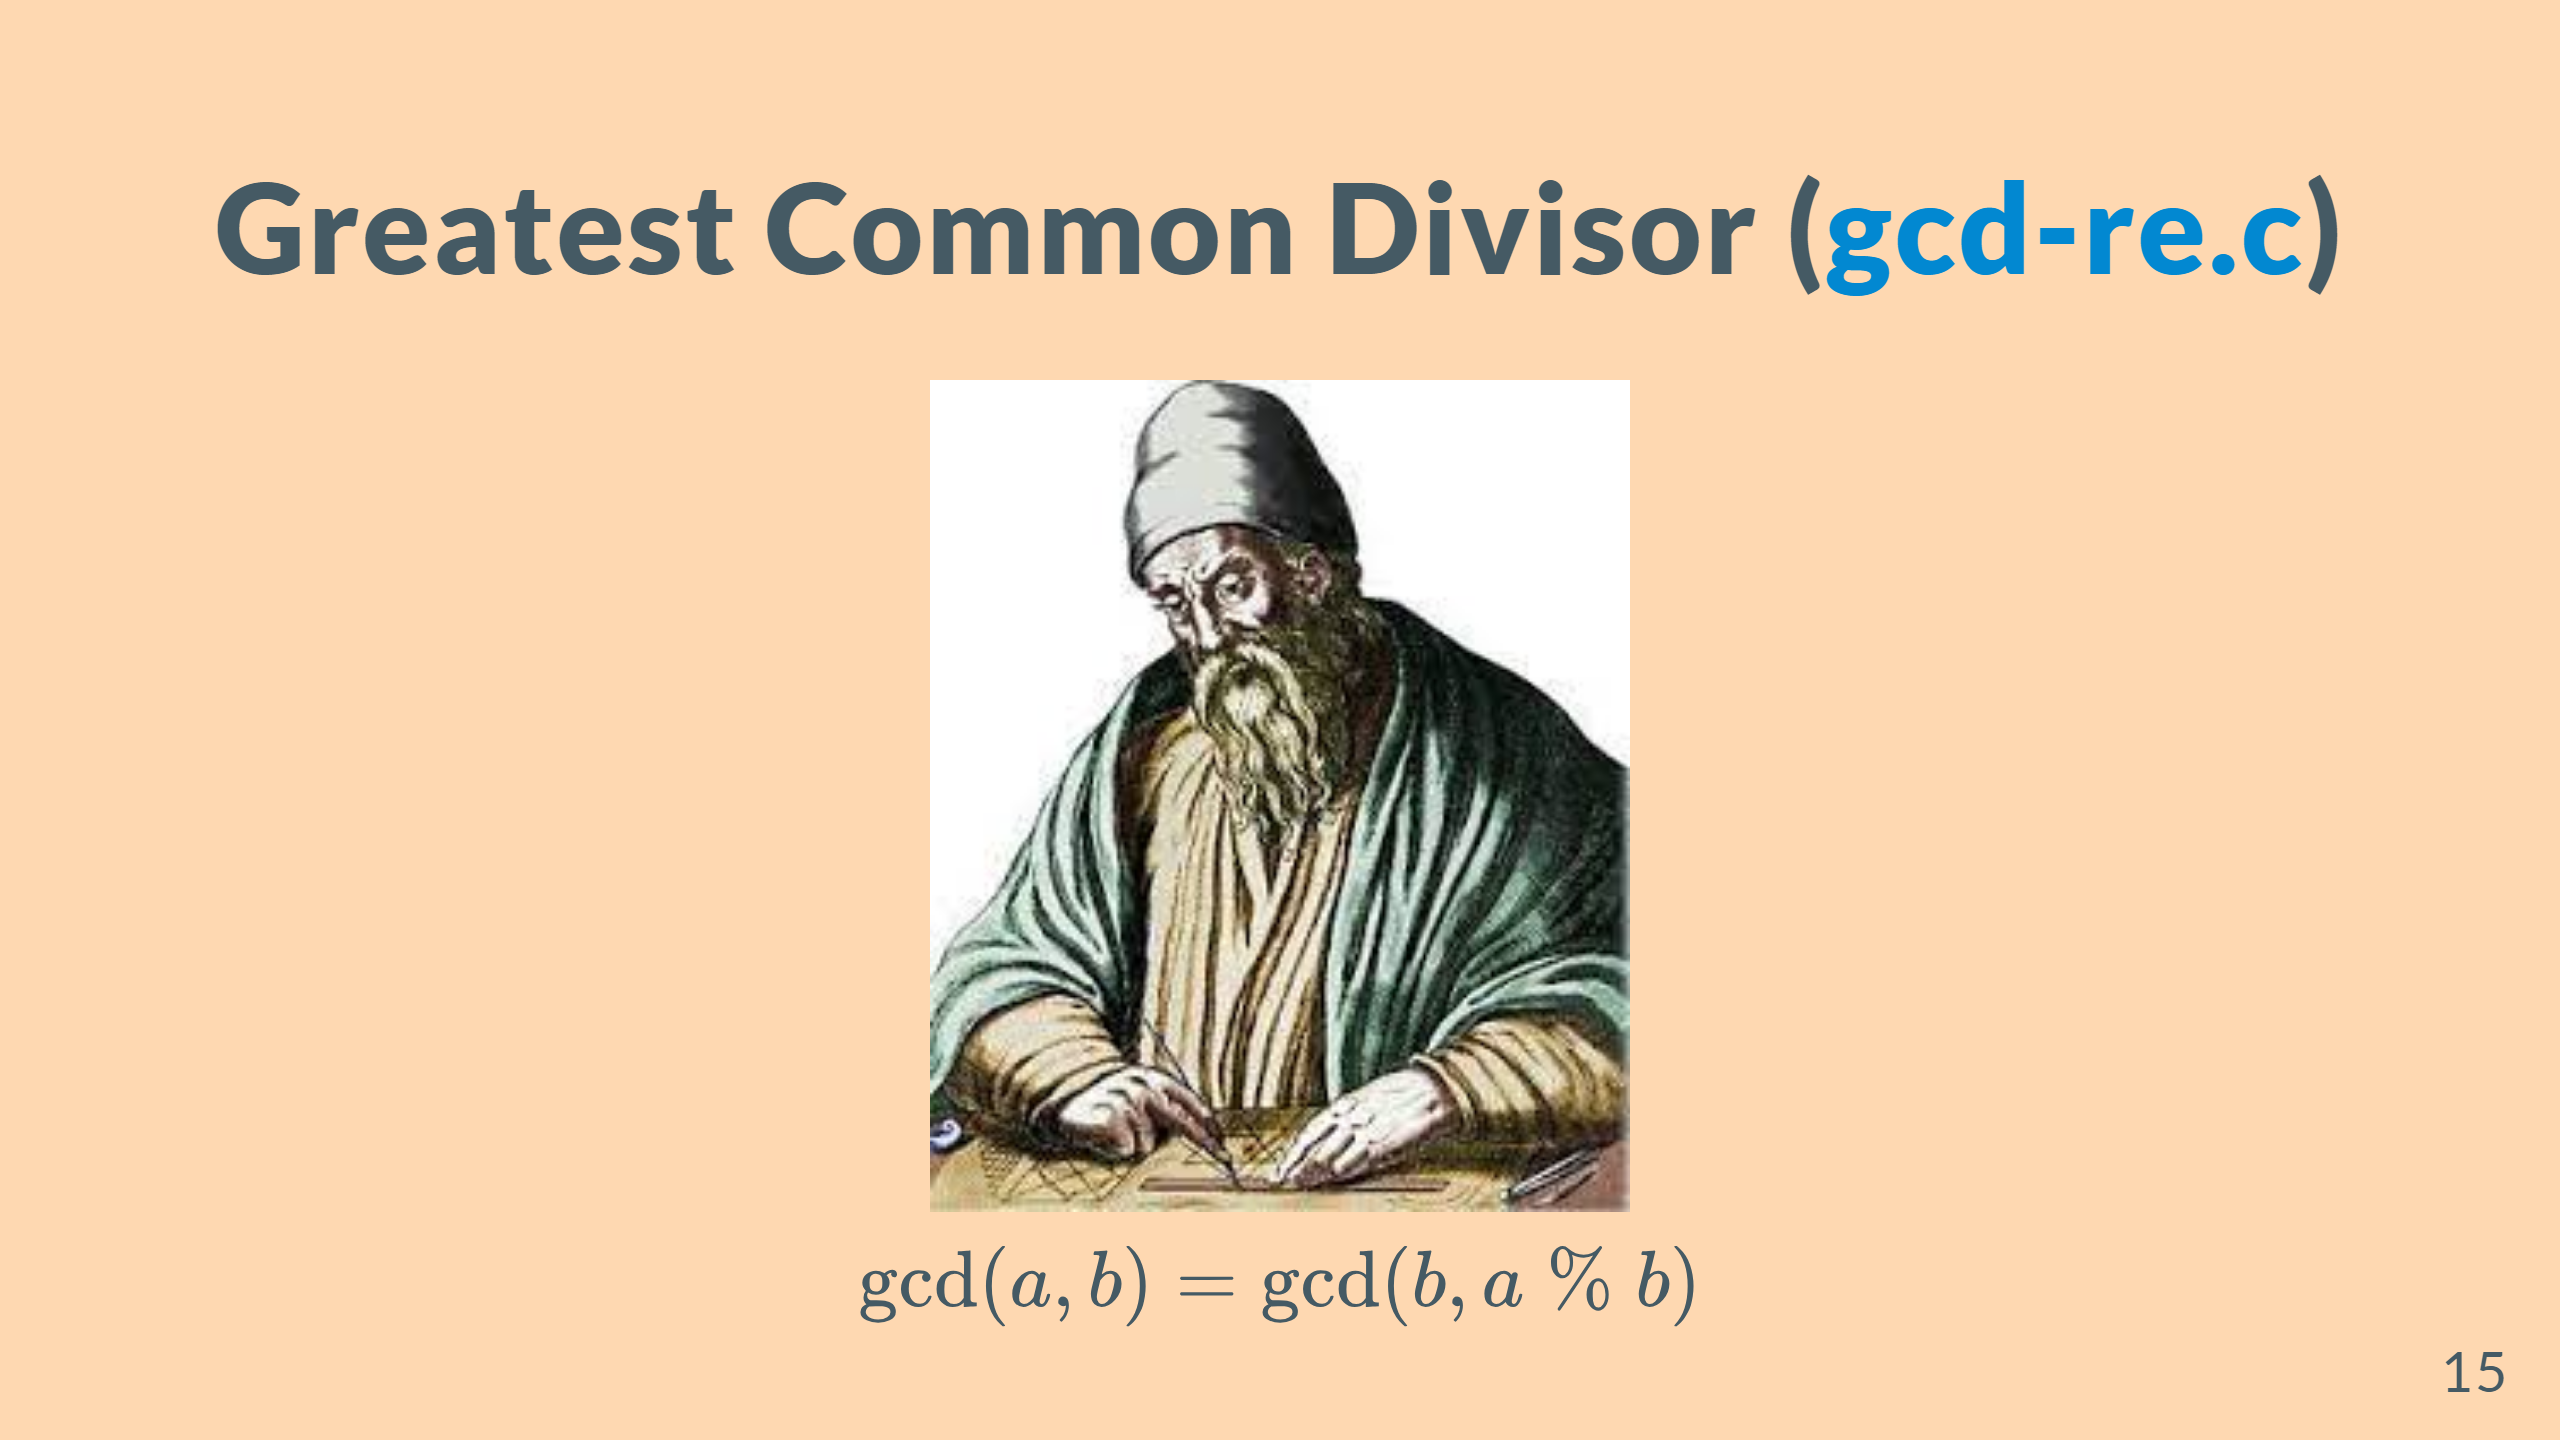 Greatest Common Divisor (gcd-re.c)
gcd(a, b) = gcd(b, a % b)
15